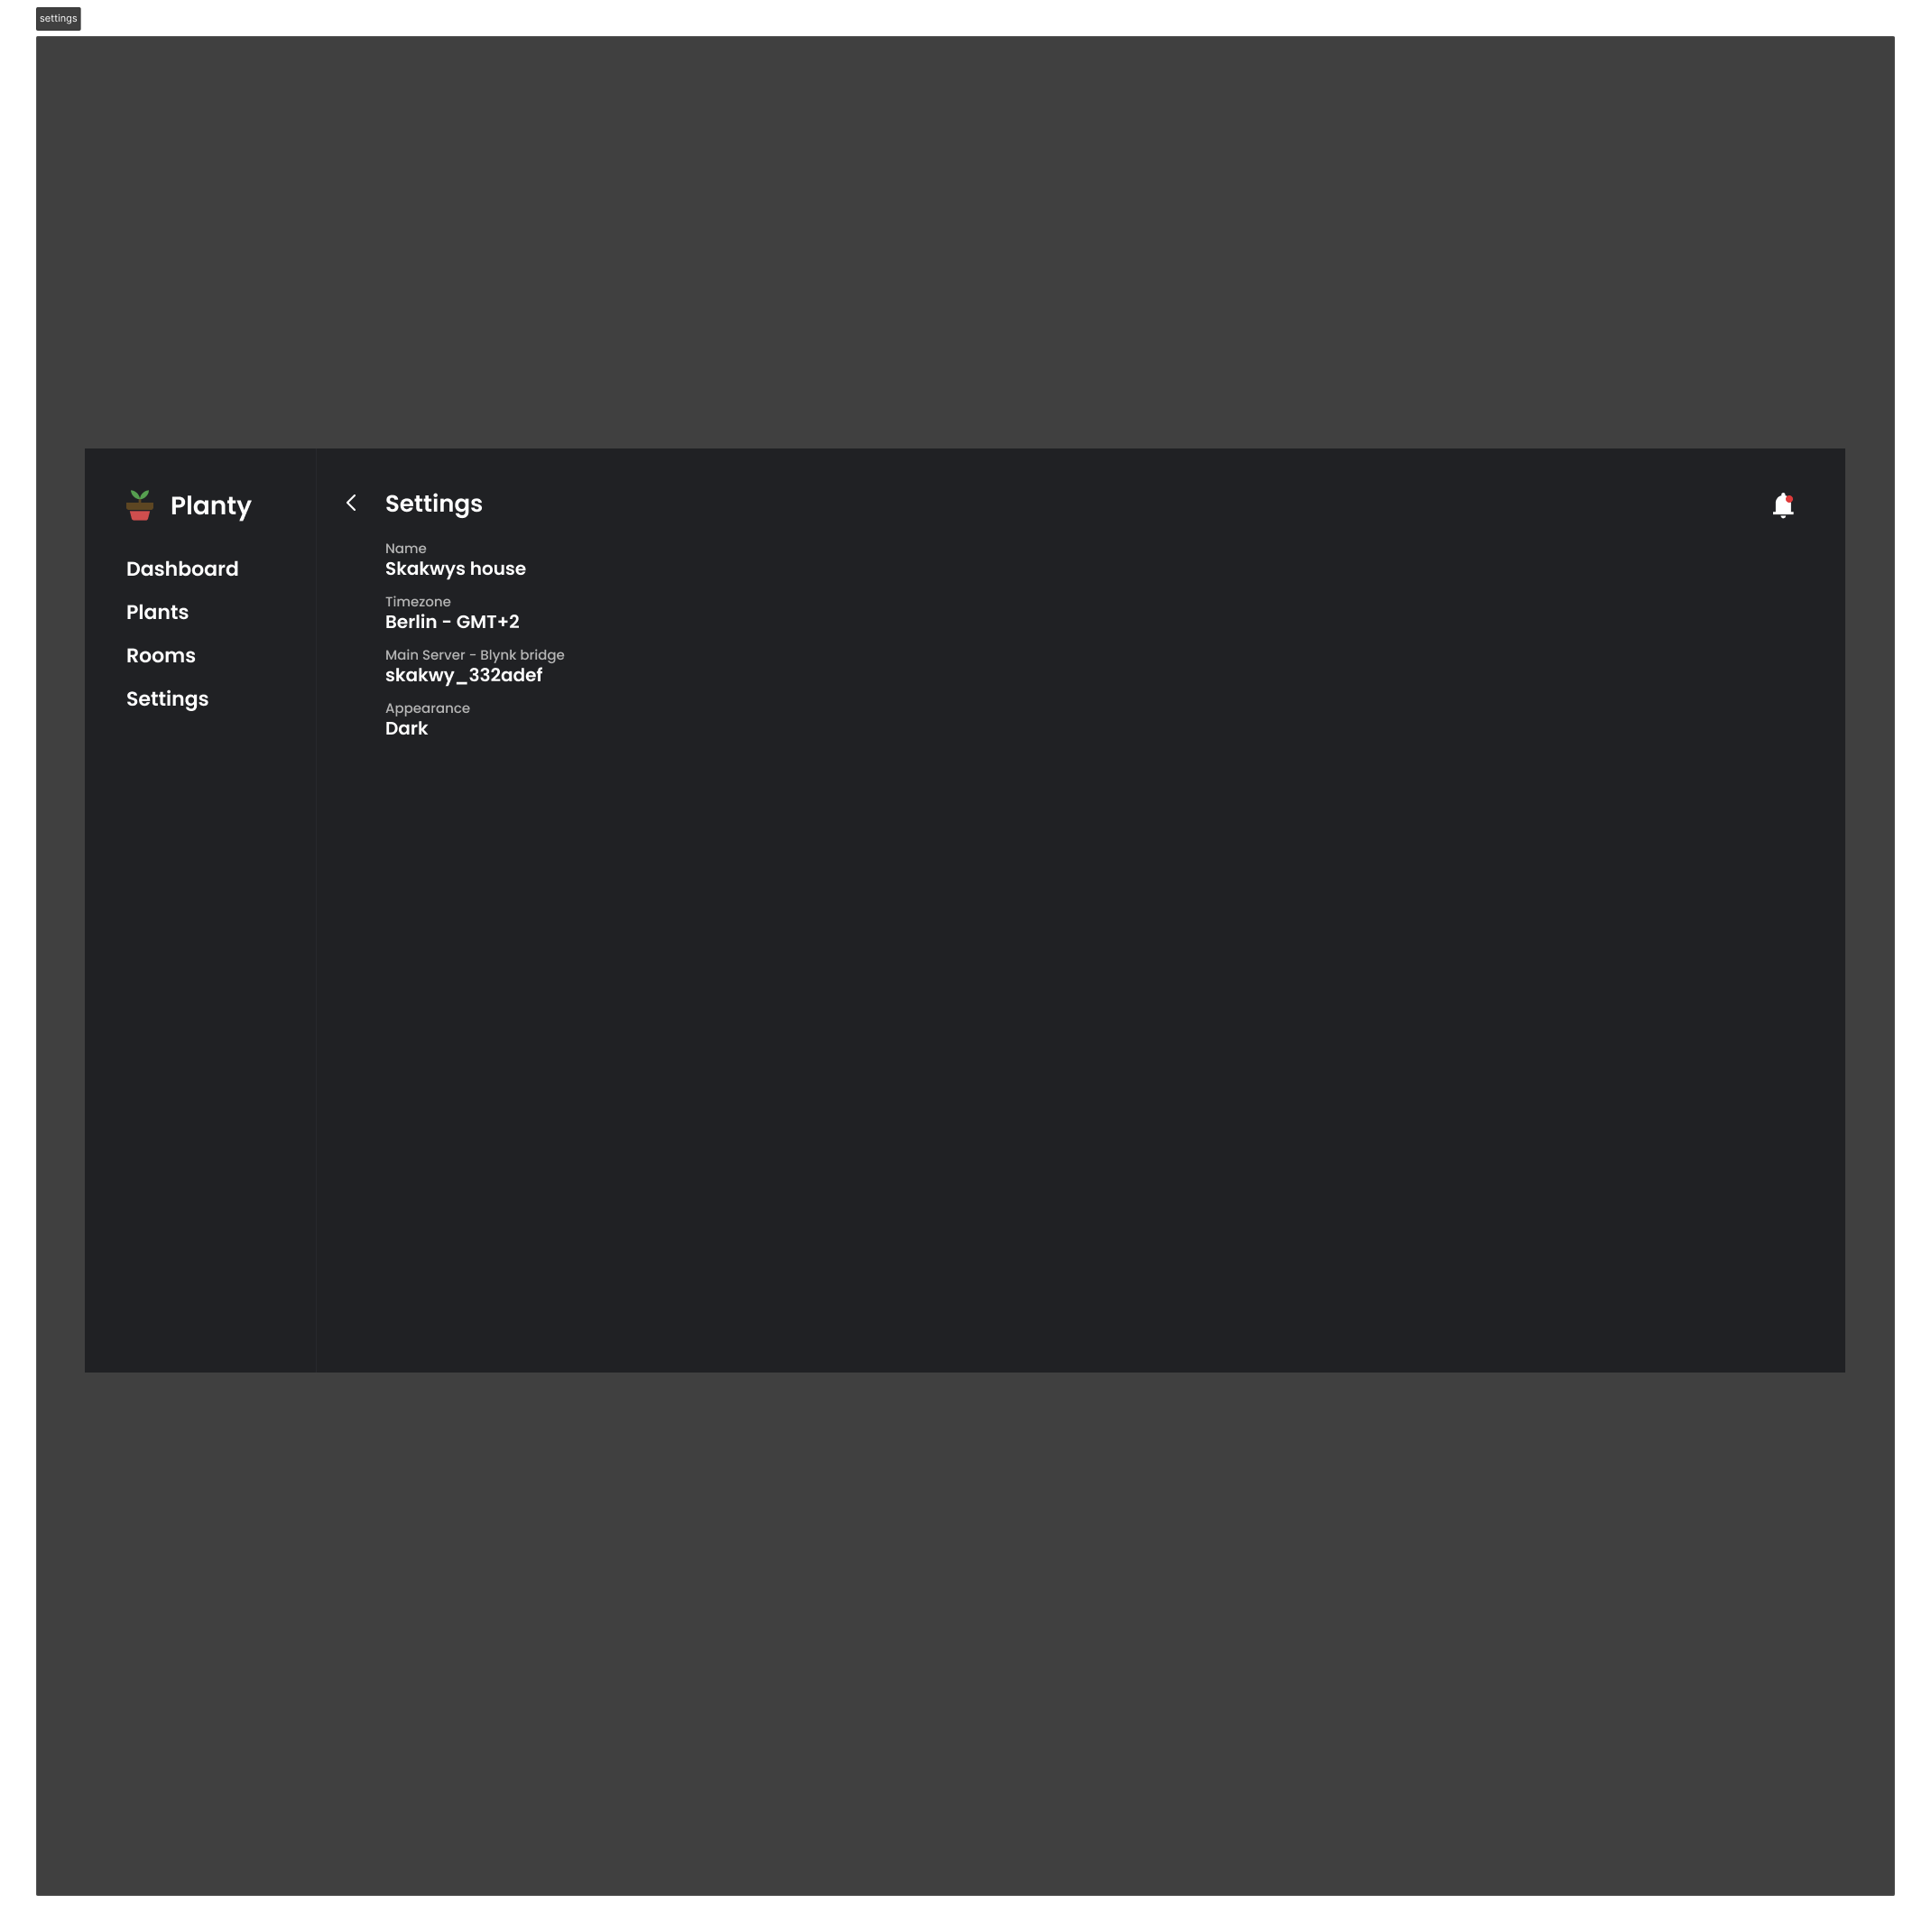 settings
Planty
Dashboard
Plants
Rooms
Settings
Settings
Name
Skakwys house
Timezone
Berlin - GMT+2
Main Server - Blynk bridge
skakwy_332adef
Appearance
Dark